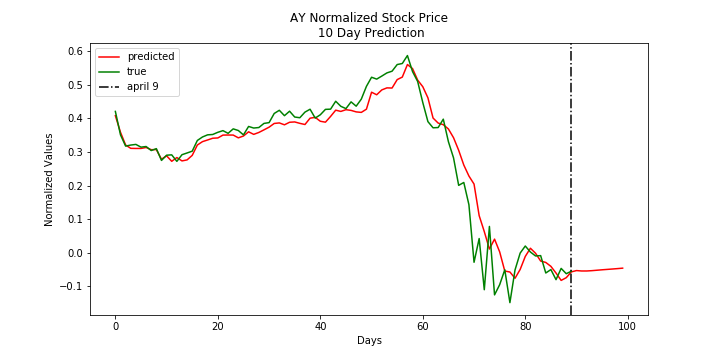 AY Normalized Stock Price
10 Day Prediction
predicted
true
april 9
Normalized Values
0.6
0.5
0.4
0.3
0.2
0.1
0.0
−0.1
0 20 40 60 80 100
Days